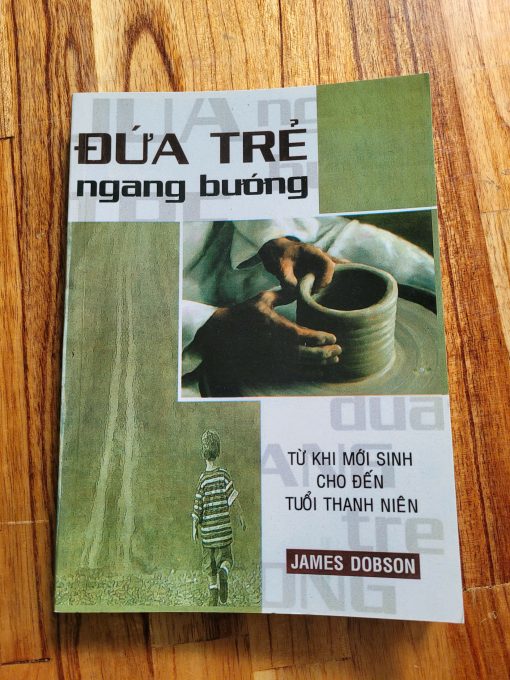 ĐỨA TRẺ
ngang bướng
TỪ KHI MỚI SINH
CHO ĐẾN
TUỔI THANH NIÊN
JAMES DOBSON